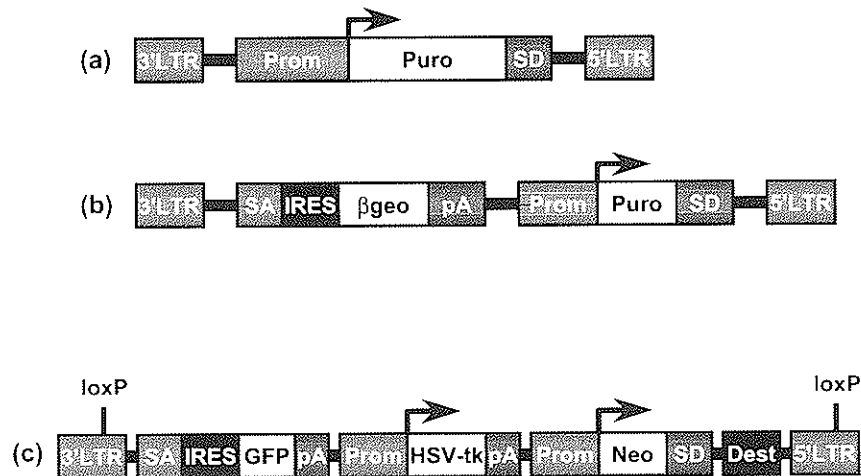 (a) 3'LTR Prom Puro SD 5'LTR
(b) 3'LTR SA IRES βgeo pA Prom Puro SD 5'LTR
loxP loxP
(c) 3'LTR SA IRES GFP pA Prom HSV-tk pA Prom Neo SD Dest 5'LTR